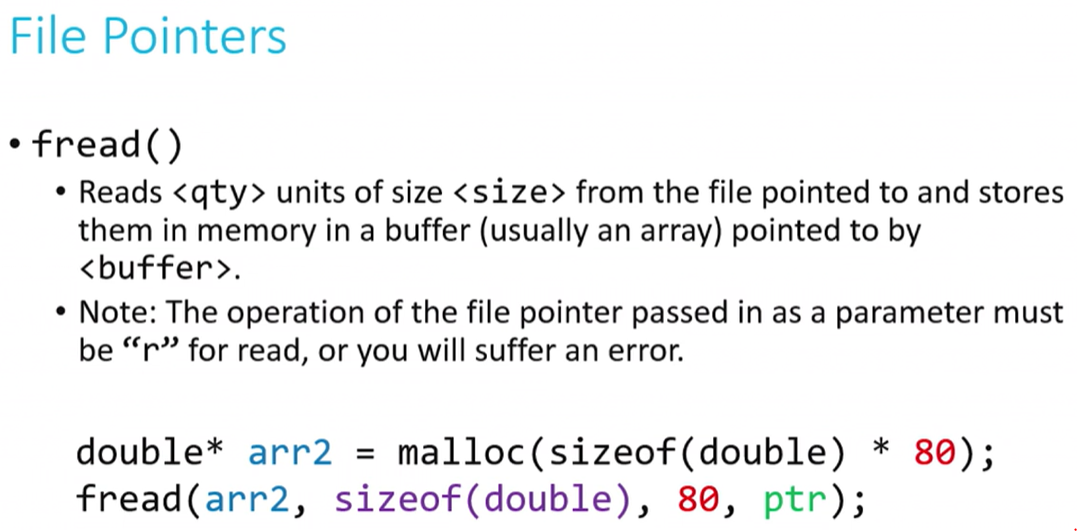 File Pointers
• fread()
• Reads <qty> units of size <size> from the file pointed to and stores
them in memory in a buffer (usually an array) pointed to by
<buffer>.
• Note: The operation of the file pointer passed in as a parameter must
be “r” for read, or you will suffer an error.
double* arr2 = malloc(sizeof(double) * 80);
fread(arr2, sizeof(double), 80, ptr);